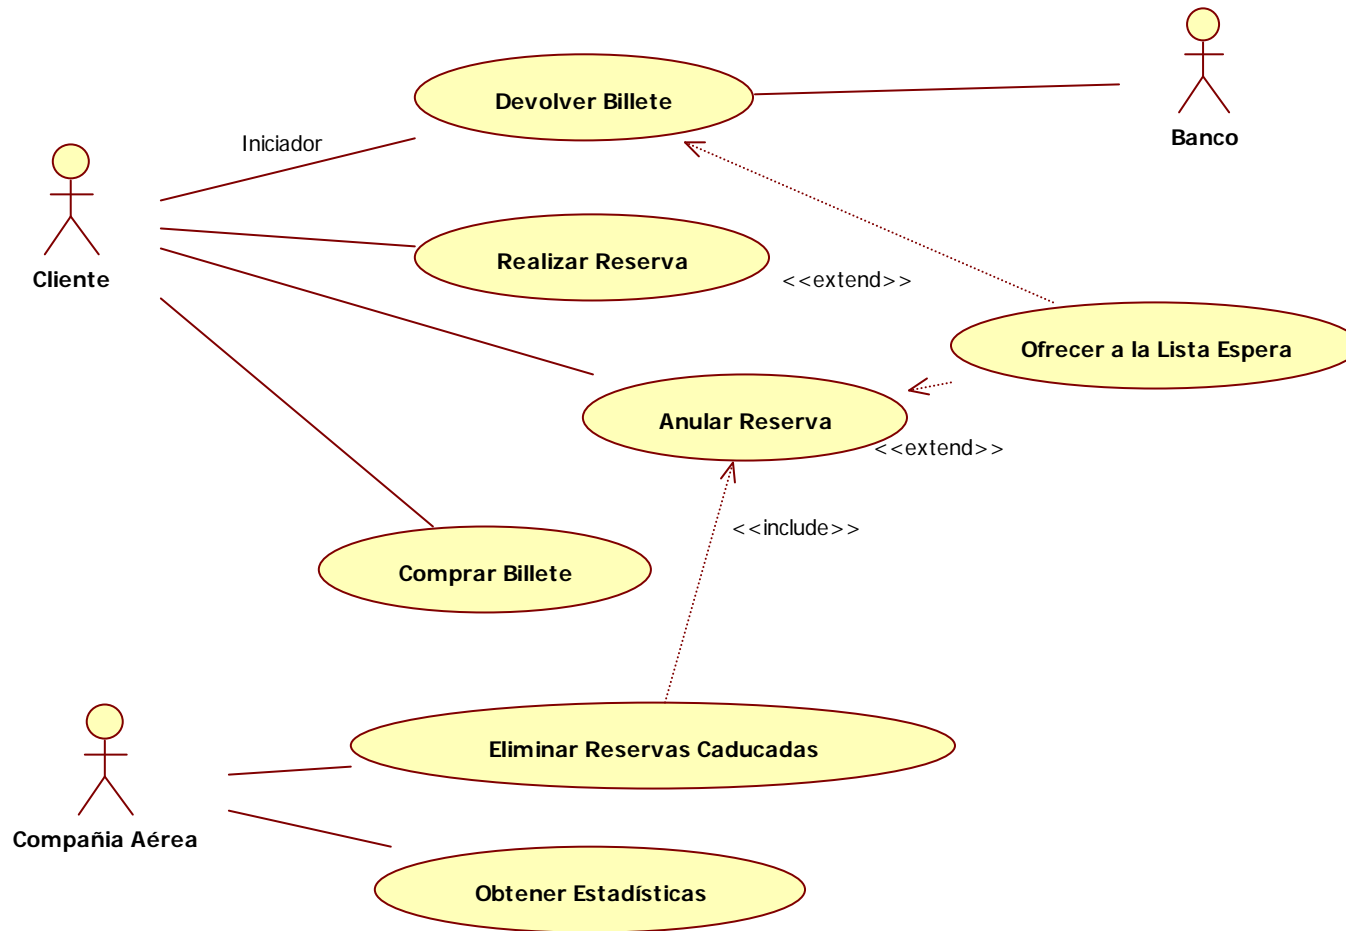 Devolver Billete
Banco
Iniciador
Cliente
Realizar Reserva
<<extend>>
Ofrecer a la Lista Espera
Anular Reserva
<<extend>>
<<include>>
Comprar Billete
Eliminar Reservas Caducadas
Compañia Aérea
Obtener Estadísticas